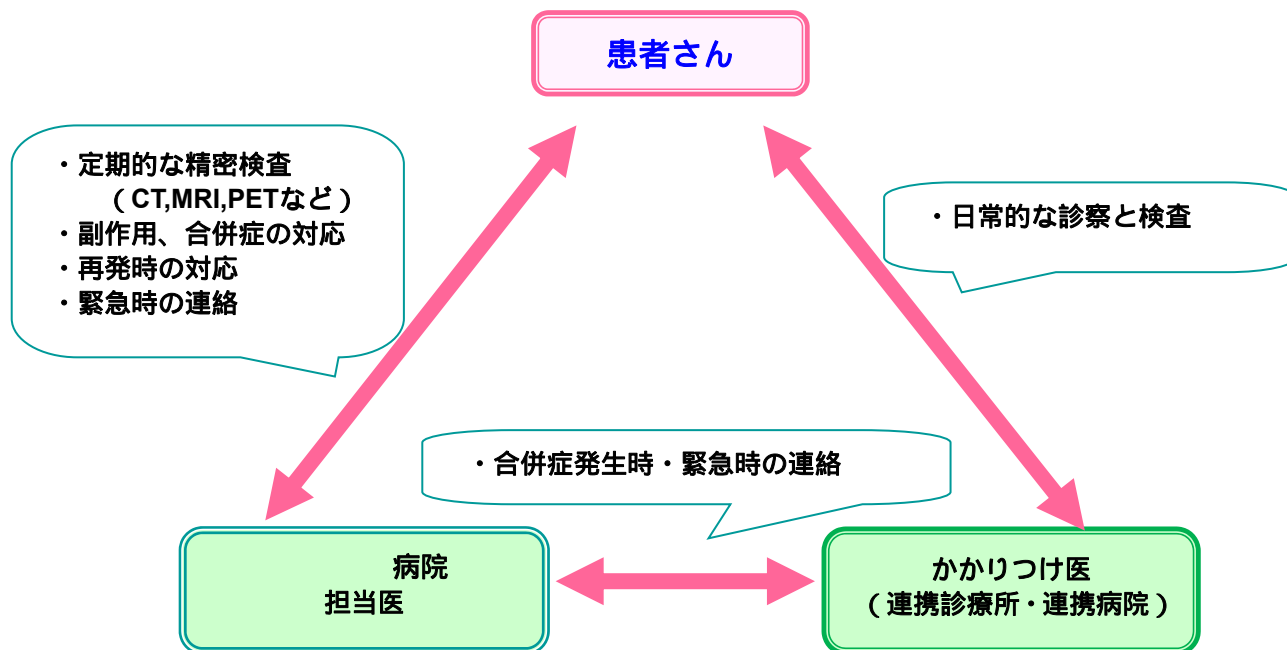 患者さん
・定期的な精密検査
（CT,MRI,PETなど）
・副作用、合併症の対応
・再発時の対応
・緊急時の連絡
・日常的な診察と検査
・合併症発生時・緊急時の連絡
病院
担当医
かかりつけ医
（連携診療所・連携病院）